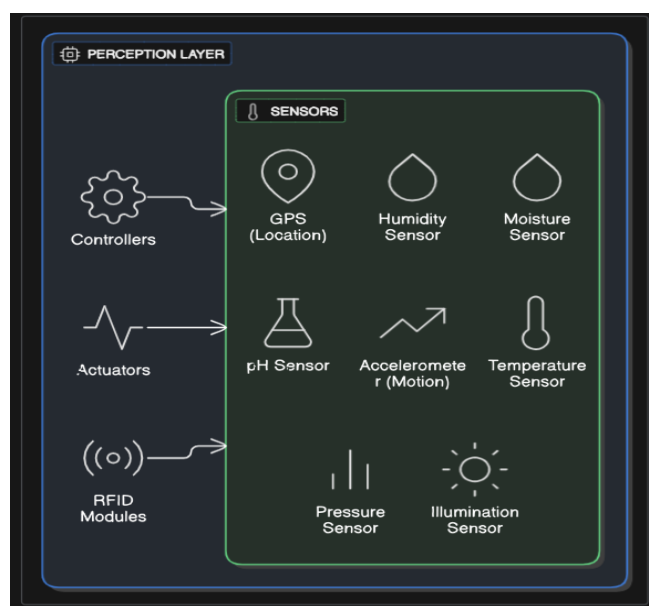 PERCEPTION LAYER
SENSORS
Controllers
GPS
(Location)
Humidity
Sensor
Moisture
Sensor
Actuators
pH Sensor
Acceleromete
r (Motion)
Temperature
Sensor
RFID
Modules
Pressure
Sensor
Illumination
Sensor